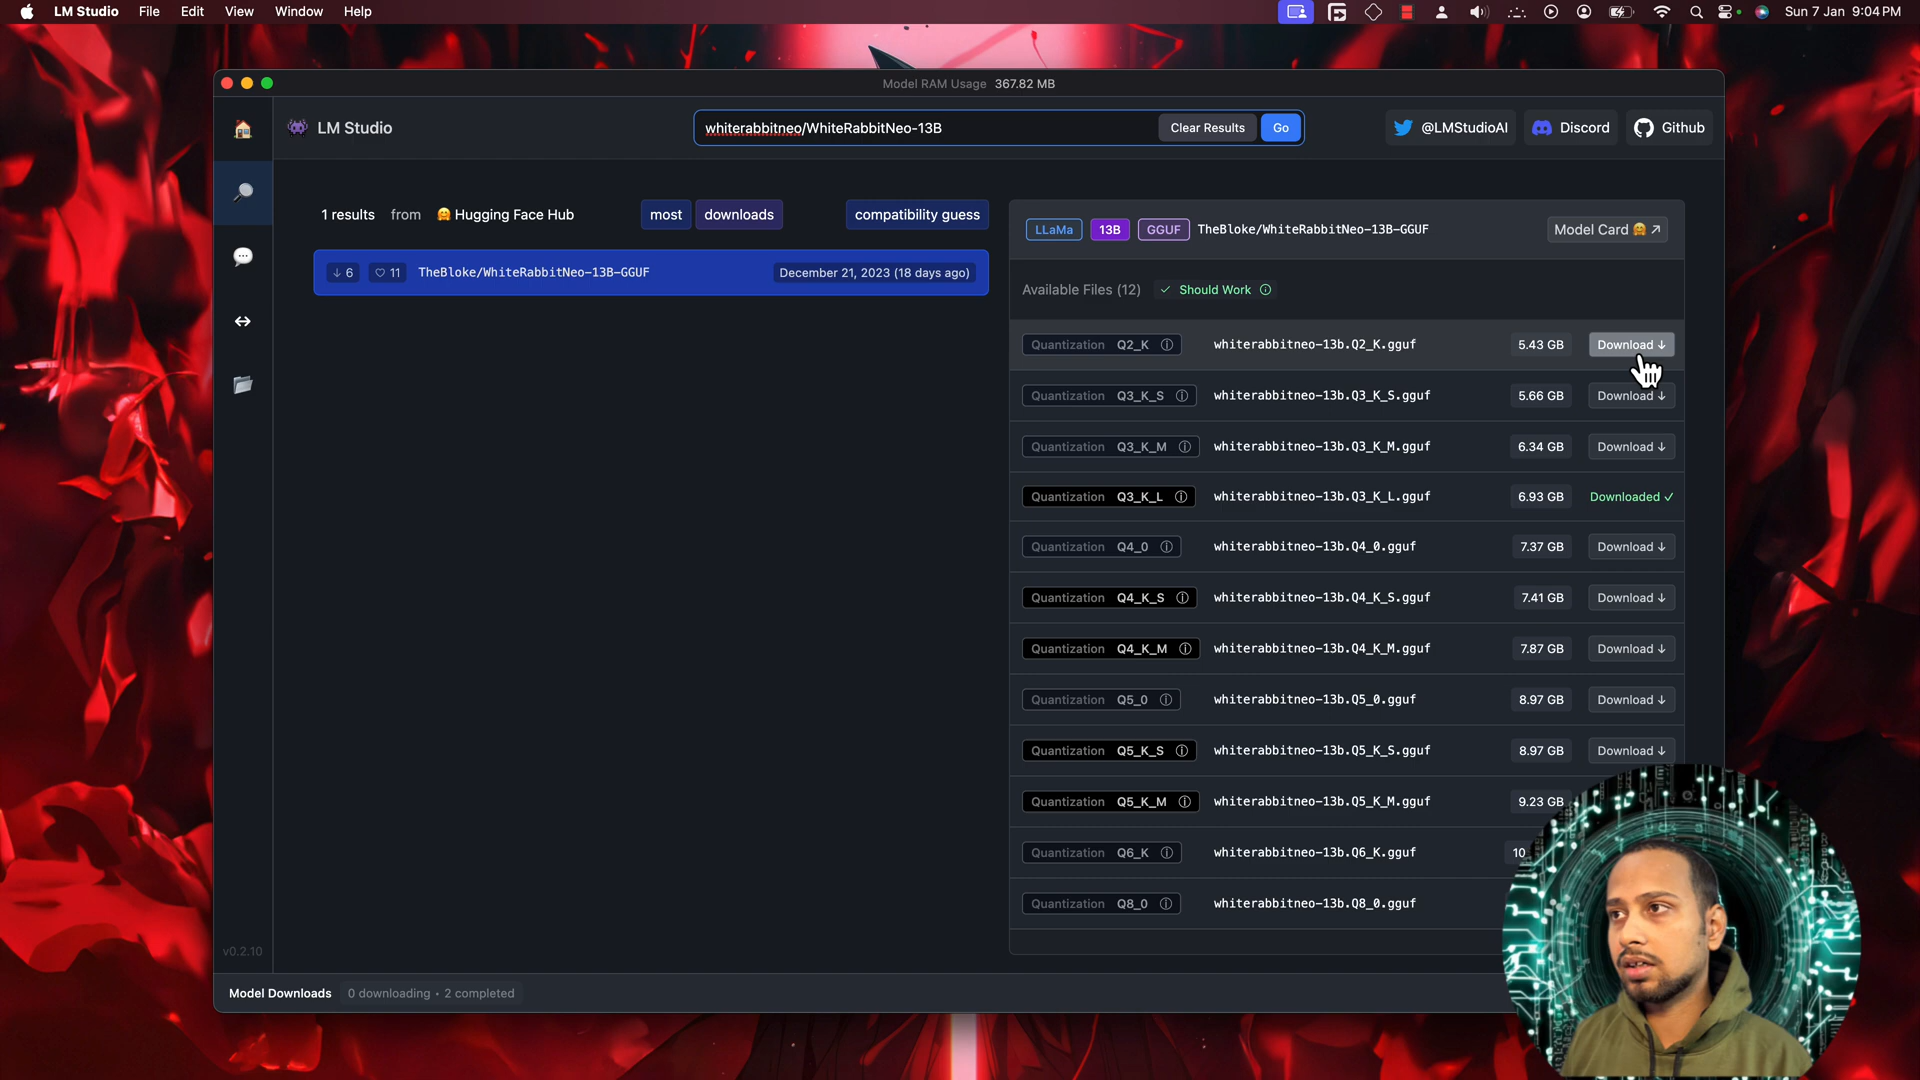 LM Studio File Edit View Window Help Sun 7 Jan 9:04 PM
Model RAM Usage 367.82 MB
LM Studio whiterabbitneo/WhiteRabbitNeo-13B Clear Results Go @LMStudioAI Discord Github
1 results from Hugging Face Hub most downloads compatibility guess
6 11 TheBloke/WhiteRabbitNeo-13B-GGUF December 21, 2023 (18 days ago)
LLaMa 13B GGUF TheBloke/WhiteRabbitNeo-13B-GGUF Model Card
Available Files (12) Should Work
Quantization Q2_K whiterabbitneo-13b.Q2_K.gguf 5.43 GB Download
Quantization Q3_K_S whiterabbitneo-13b.Q3_K_S.gguf 5.66 GB Download
Quantization Q3_K_M whiterabbitneo-13b.Q3_K_M.gguf 6.34 GB Download
Quantization Q3_K_L whiterabbitneo-13b.Q3_K_L.gguf 6.93 GB Downloaded
Quantization Q4_0 whiterabbitneo-13b.Q4_0.gguf 7.37 GB Download
Quantization Q4_K_S whiterabbitneo-13b.Q4_K_S.gguf 7.41 GB Download
Quantization Q4_K_M whiterabbitneo-13b.Q4_K_M.gguf 7.87 GB Download
Quantization Q5_0 whiterabbitneo-13b.Q5_0.gguf 8.97 GB Download
Quantization Q5_K_S whiterabbitneo-13b.Q5_K_S.gguf 8.97 GB Download
Quantization Q5_K_M whiterabbitneo-13b.Q5_K_M.gguf 9.23 GB
Quantization Q6_K whiterabbitneo-13b.Q6_K.gguf 10
Quantization Q8_0 whiterabbitneo-13b.Q8_0.gguf
v0.2.10
Model Downloads 0 downloading • 2 completed